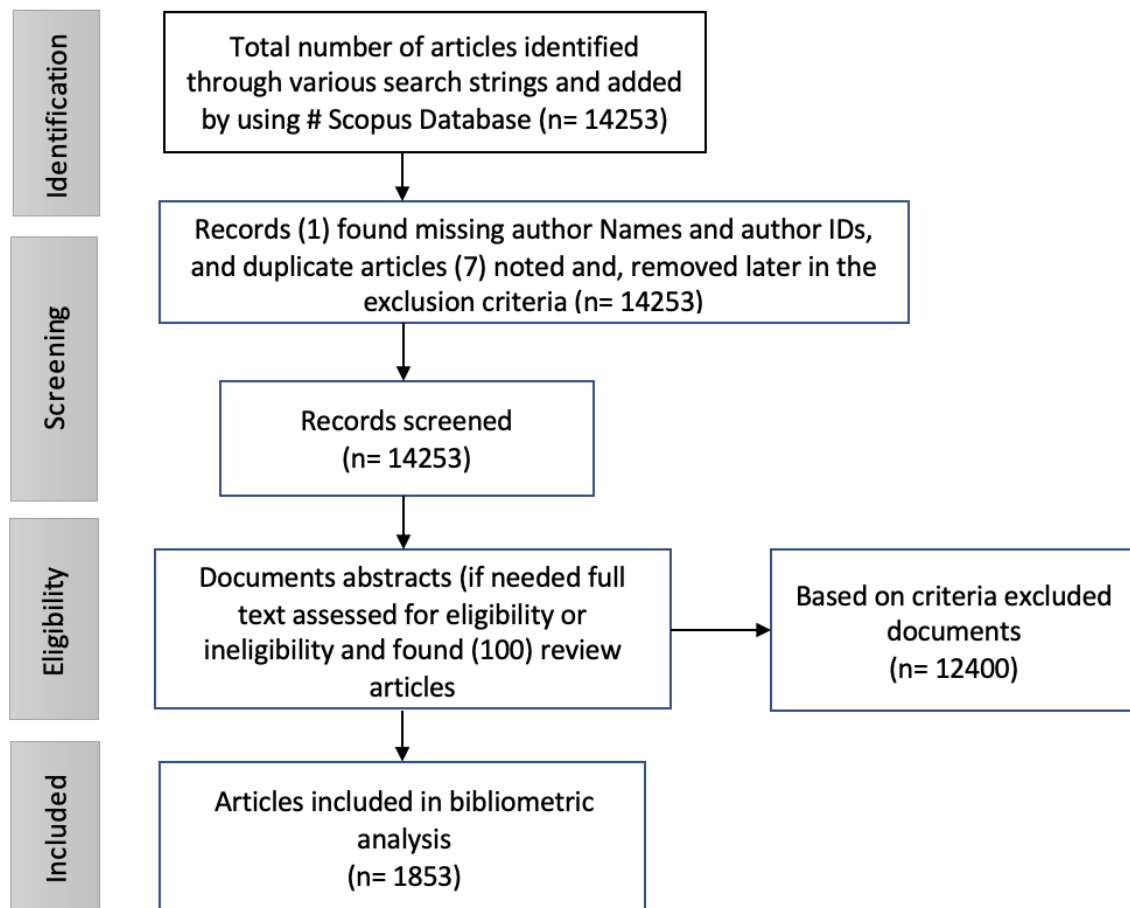 Identification
Total number of articles identified
through various search strings and added
by using # Scopus Database (n= 14253)
Screening
Records (1) found missing author Names and author IDs,
and duplicate articles (7) noted and, removed later in the
exclusion criteria (n= 14253)
Records screened
(n= 14253)
Eligibility
Documents abstracts (if needed full
text assessed for eligibility or
ineligibility and found (100) review
articles
Based on criteria excluded
documents
(n= 12400)
Included
Articles included in bibliometric
analysis
(n= 1853)